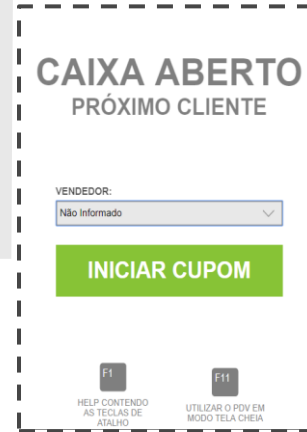 CAIXA ABERTO
PRÓXIMO CLIENTE
VENDEDOR:
Não Informado
INICIAR CUPOM
F1
HELP CONTENDO
AS TECLAS DE
ATALHO
F11
UTILIZAR O PDV EM
MODO TELA CHEIA